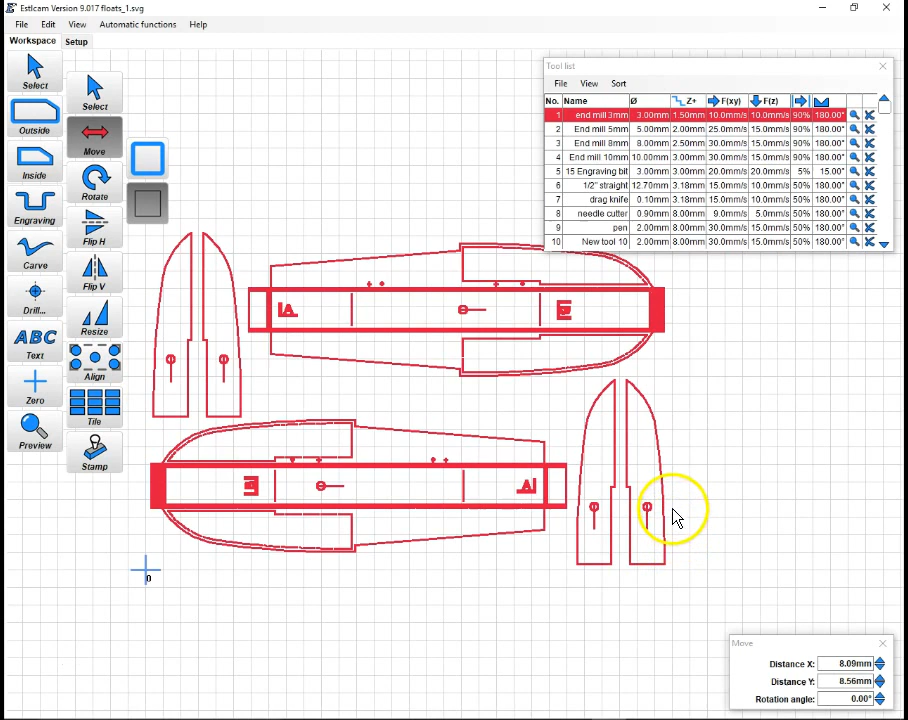 Estlcam Version 9.017 floats_1.svg
File Edit View Automatic functions Help
Workspace Setup
Select
Outside
Inside
Engraving
Carve
Drill...
ABC
Text
Zero
Preview
Select
Move
Rotate
Flip H
Flip V
Resize
Align
Tile
Stamp
Tool list
File View Sort
No. Name Ø Z+ F(xy) F(z)
1 end mill 3mm 3.00mm 1.50mm 10.0mm/s 10.0mm/s 90% 180.00°
2 End mill 5mm 5.00mm 2.00mm 25.0mm/s 15.0mm/s 90% 180.00°
3 End mill 8mm 8.00mm 2.50mm 30.0mm/s 15.0mm/s 90% 180.00°
4 End mill 10mm 10.00mm 3.00mm 30.0mm/s 15.0mm/s 90% 180.00°
5 15 Engraving bit 3.00mm 3.00mm 30.0mm/s 15.0mm/s 5% 15.00°
6 1/2" straight 12.70mm 3.18mm 15.0mm/s 10.0mm/s 50% 180.00°
7 drag knife 0.10mm 3.18mm 15.0mm/s 15.0mm/s 50% 180.00°
8 needle cutter 0.90mm 8.00mm 9.0mm/s 5.0mm/s 50% 180.00°
9 pen 2.00mm 8.00mm 30.0mm/s 15.0mm/s 50% 180.00°
10 New tool 10 2.00mm 8.00mm 30.0mm/s 15.0mm/s 50% 180.00°
0
Move
Distance X: 8.09mm
Distance Y: 8.56mm
Rotation angle: 0.00°